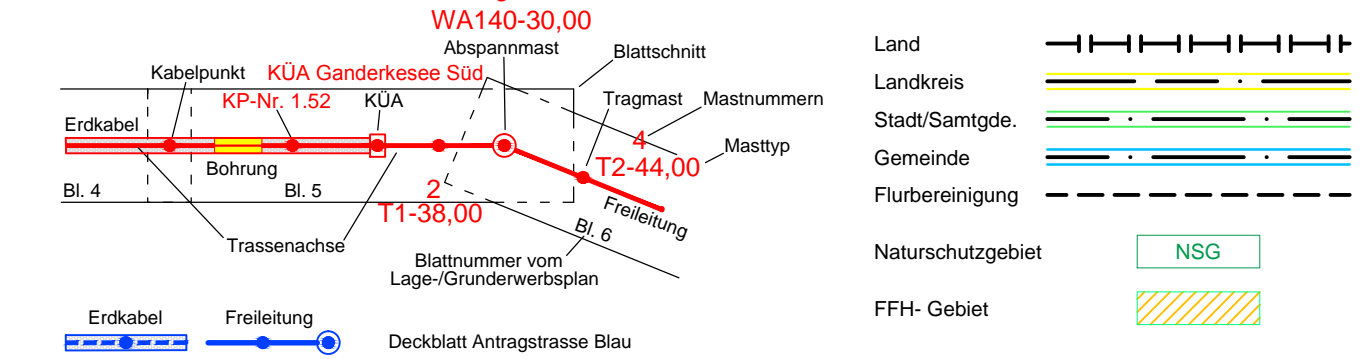 WA140-30,00
Abspannmast
Blattschnitt
Kabelpunkt
KÜA Ganderkesee Süd
KP-Nr. 1.52
KÜA
Tragmast
Mastnummern
Erdkabel
4
Masttyp
T2-44,00
Bohrung
Bl. 4
Bl. 5
2
T1-38,00
Freileitung
Bl. 6
Trassenachse
Blattnummer vom
Lage-/Grunderwerbsplan
Erdkabel
Freileitung
Deckblatt Antragstrasse Blau
Land
Landkreis
Stadt/Samtgde.
Gemeinde
Flurbereinigung
Naturschutzgebiet
NSG
FFH- Gebiet